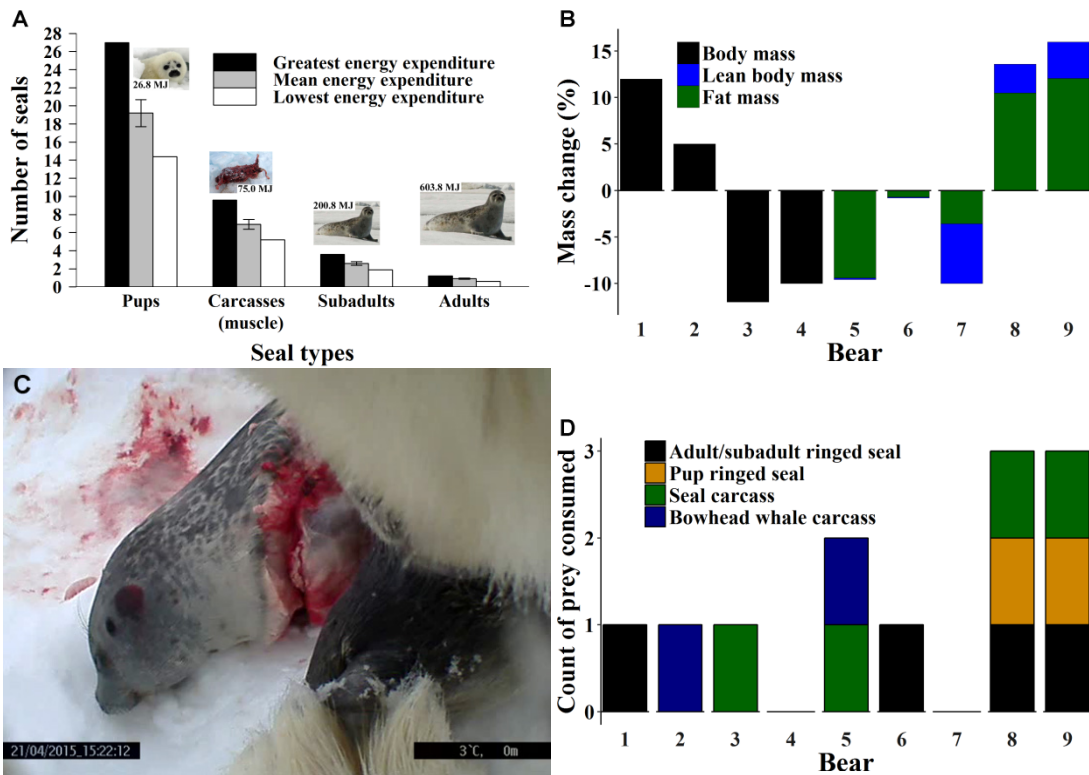 A
Number of seals
28
26
24
22
20
18
16
14
12
10
8
6
4
2
0
Greatest energy expenditure
Mean energy expenditure
Lowest energy expenditure
26.8 MJ
75.0 MJ
200.8 MJ
603.8 MJ
Pups
Carcasses
(muscle)
Subadults
Adults
Seal types
B
Mass change (%)
15
10
5
0
-5
-10
Body mass
Lean body mass
Fat mass
1 2 3 4 5 6 7 8 9
Bear
C
21/04/2015_15:22:12
3°C, 0m
D
Count of prey consumed
3
2
1
0
Adult/subadult ringed seal
Pup ringed seal
Seal carcass
Bowhead whale carcass
1 2 3 4 5 6 7 8 9
Bear